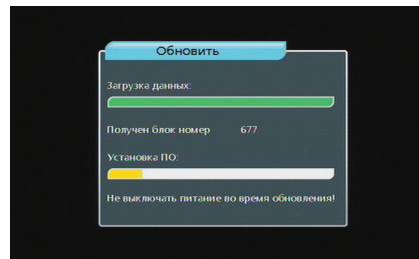 Обновить
Загрузка данных:
Получен блок номер 677
Установка ПО:
Не выключать питание во время обновления!